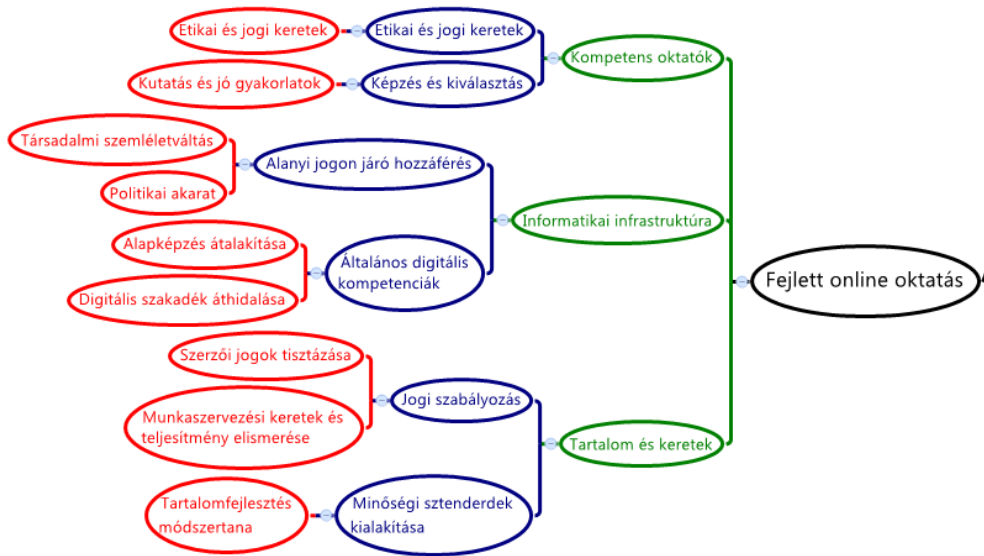 Etikai és jogi keretek
Etikai és jogi keretek
Kompetens oktatók
Kutatás és jó gyakorlatok
Képzés és kiválasztás
Társadalmi szemléletváltás
Alanyi jogon járó hozzáférés
Politikai akarat
Informatikai infrastruktúra
Alapképzés átalakítása
Általános digitális
kompetenciák
Digitális szakadék áthidalása
Fejlett online oktatás
Szerzői jogok tisztázása
Jogi szabályozás
Munkaszervezési keretek és
teljesítmény elismerése
Tartalom és keretek
Tartalomfejlesztés
módszertana
Minőségi sztenderdek
kialakítása